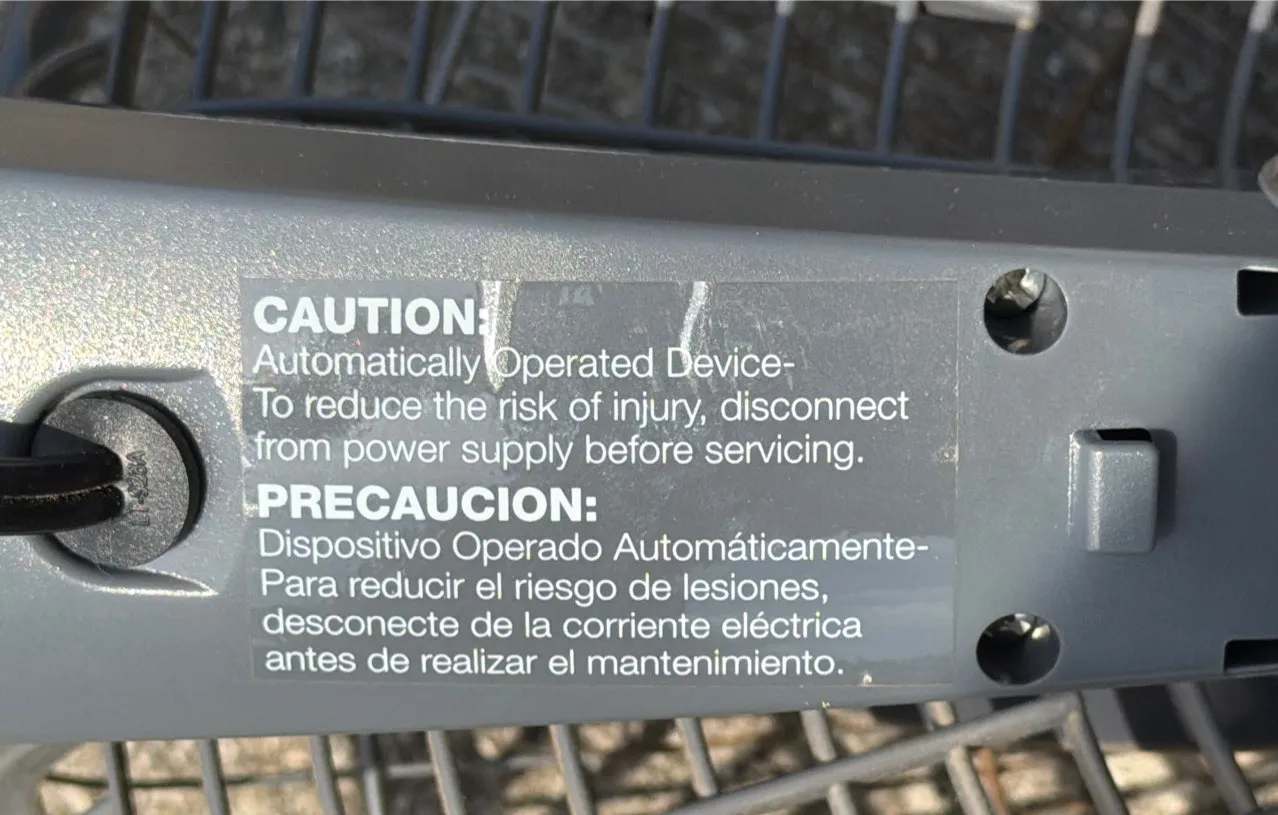 CAUTION:
Automatically Operated Device-
To reduce the risk of injury, disconnect
from power supply before servicing.
PRECAUCION:
Dispositivo Operado Automáticamente-
Para reducir el riesgo de lesiones,
desconecte de la corriente eléctrica
antes de realizar el mantenimiento.